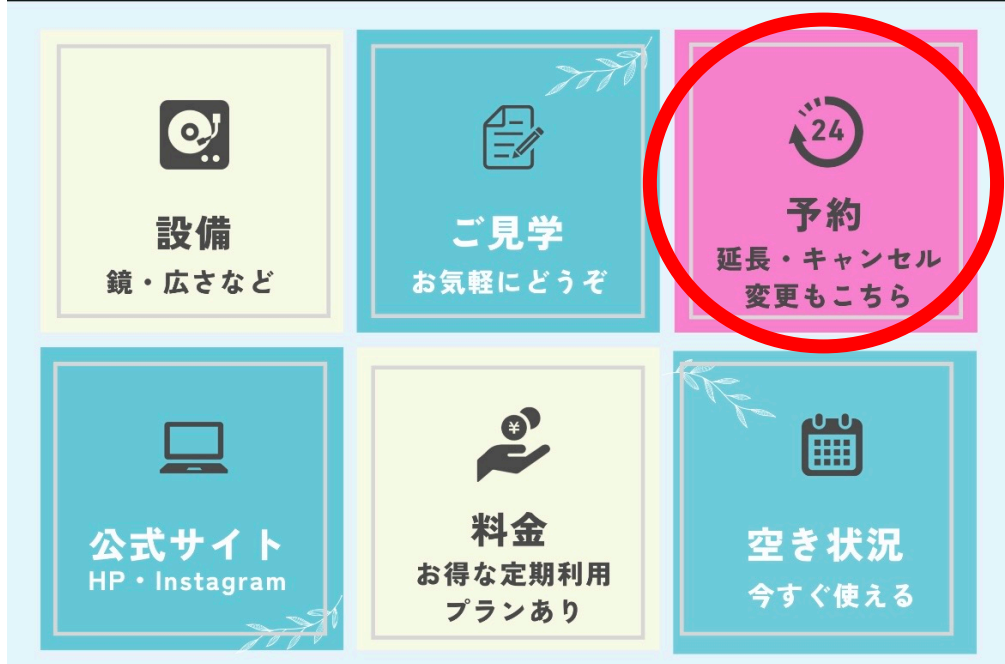 設備
鏡・広さなど
ご見学
お気軽にどうぞ
24
予約
延長・キャンセル
変更もこちら
公式サイト
HP・Instagram
¥
料金
お得な定期利用
プランあり
空き状況
今すぐ使える